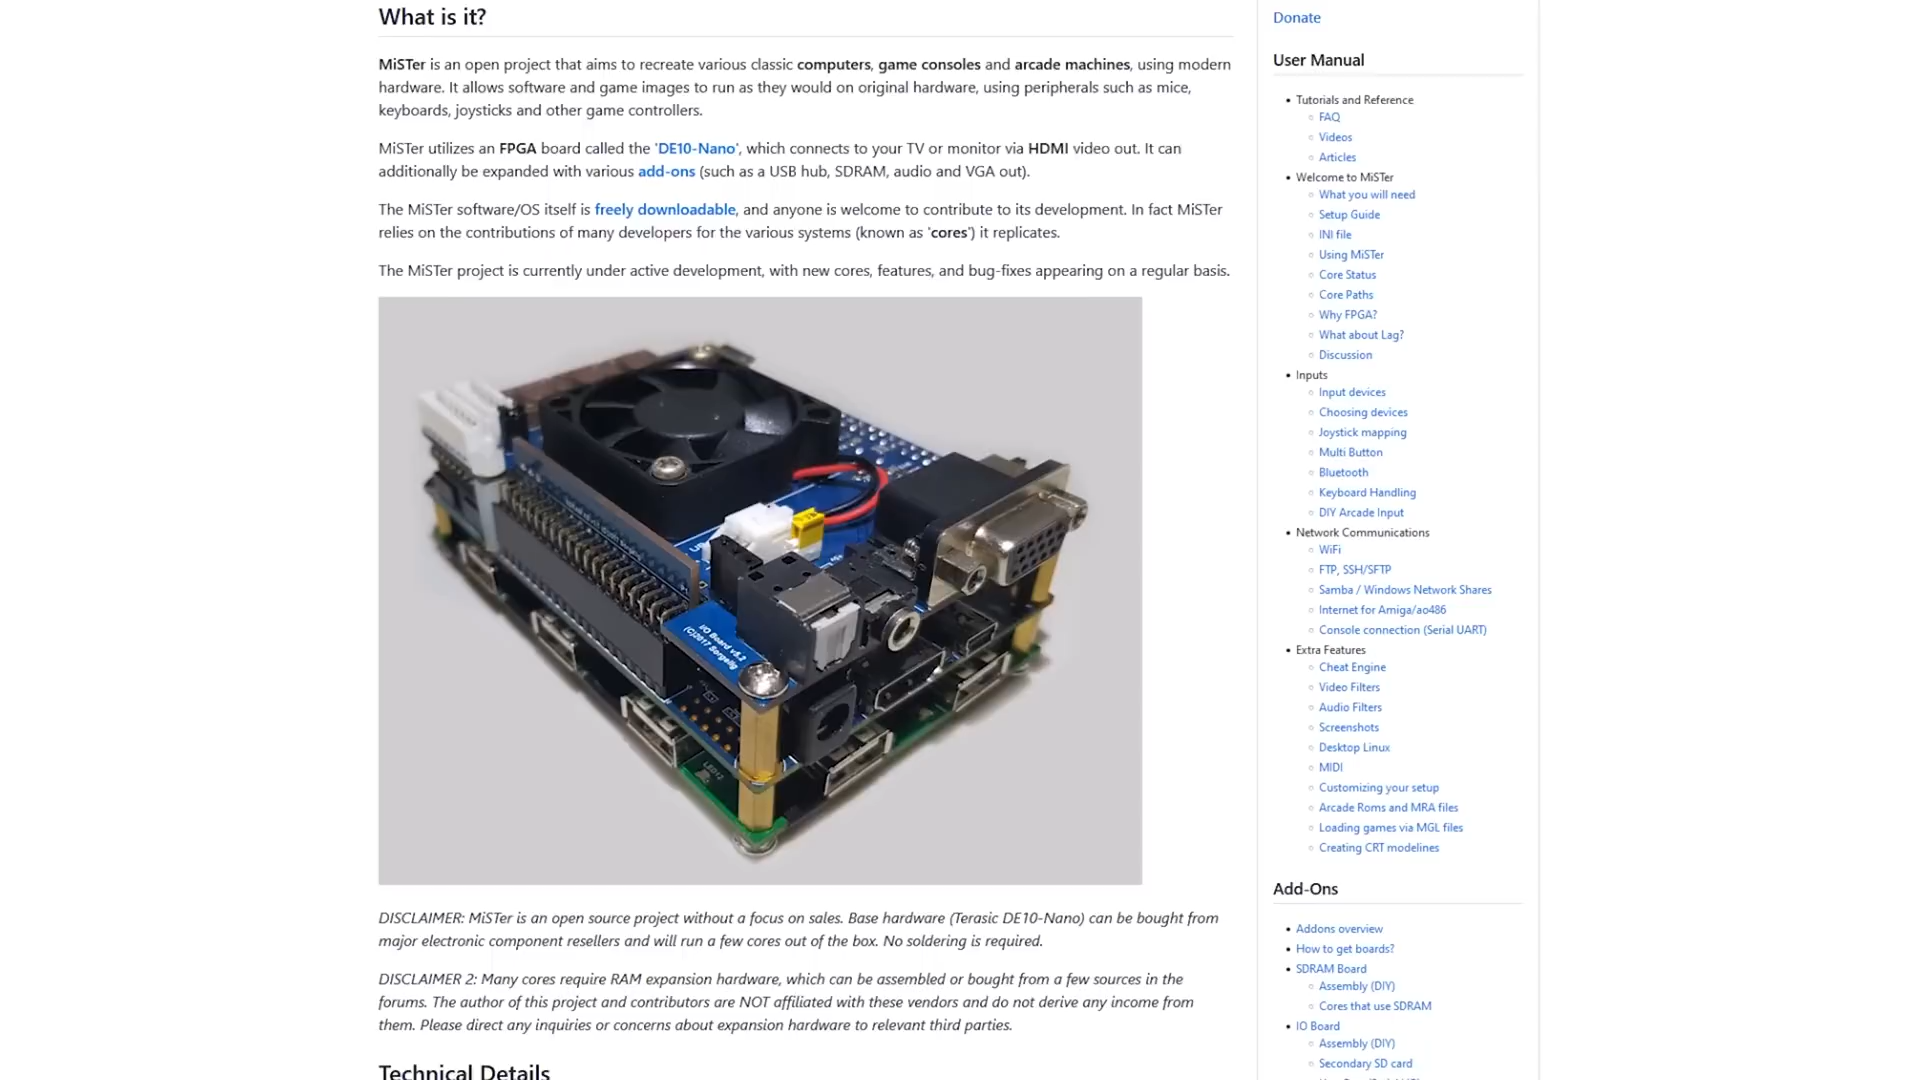 What is it?
MiSTer is an open project that aims to recreate various classic computers, game consoles and arcade machines, using modern
hardware. It allows software and game images to run as they would on original hardware, using peripherals such as mice,
keyboards, joysticks and other game controllers.
MiSTer utilizes an FPGA board called the 'DE10-Nano', which connects to your TV or monitor via HDMI video out. It can
additionally be expanded with various add-ons (such as a USB hub, SDRAM, audio and VGA out).
The MiSTer software/OS itself is freely downloadable, and anyone is welcome to contribute to its development. In fact MiSTer
relies on the contributions of many developers for the various systems (known as 'cores') it replicates.
The MiSTer project is currently under active development, with new cores, features, and bug-fixes appearing on a regular basis.
I/O Board v5.2
(C)2017 Sorgelig
DISCLAIMER: MiSTer is an open source project without a focus on sales. Base hardware (Terasic DE10-Nano) can be bought from
major electronic component resellers and will run a few cores out of the box. No soldering is required.
DISCLAIMER 2: Many cores require RAM expansion hardware, which can be assembled or bought from a few sources in the
forums. The author of this project and contributors are NOT affiliated with these vendors and do not derive any income from
them. Please direct any inquiries or concerns about expansion hardware to relevant third parties.
Technical Details
Donate
User Manual
Tutorials and Reference
FAQ
Videos
Articles
Welcome to MiSTer
What you will need
Setup Guide
INI file
Using MiSTer
Core Status
Core Paths
Why FPGA?
What about Lag?
Discussion
Inputs
Input devices
Choosing devices
Joystick mapping
Multi Button
Bluetooth
Keyboard Handling
DIY Arcade Input
Network Communications
WiFi
FTP, SSH/SFTP
Samba / Windows Network Shares
Internet for Amiga/ao486
Console connection (Serial UART)
Extra Features
Cheat Engine
Video Filters
Audio Filters
Screenshots
Desktop Linux
MIDI
Customizing your setup
Arcade Roms and MRA files
Loading games via MGL files
Creating CRT modelines
Add-Ons
Addons overview
How to get boards?
SDRAM Board
Assembly (DIY)
Cores that use SDRAM
IO Board
Assembly (DIY)
Secondary SD card